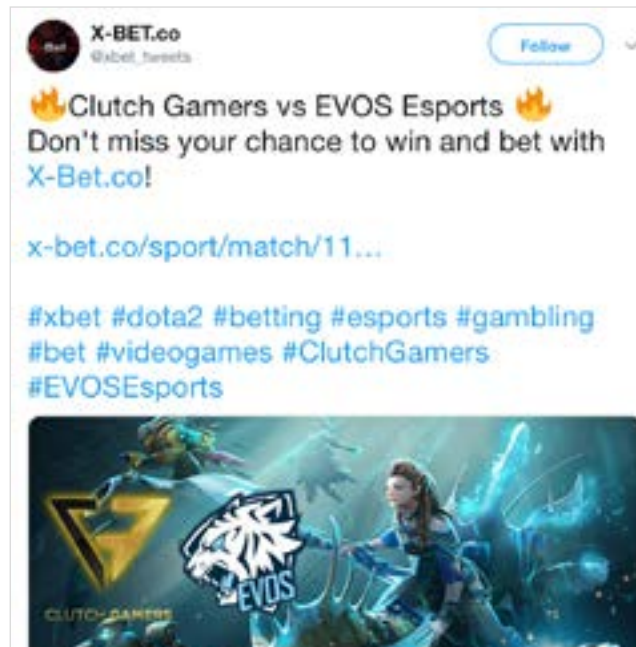 X-BET.co
@xbet_tweets
Follow
🔥Clutch Gamers vs EVOS Esports 🔥
Don't miss your chance to win and bet with
X-Bet.co!
x-bet.co/sport/match/11...
#xbet #dota2 #betting #esports #gambling
#bet #videogames #ClutchGamers
#EVOSEsports
EVOS
CLUTCH GAMERS